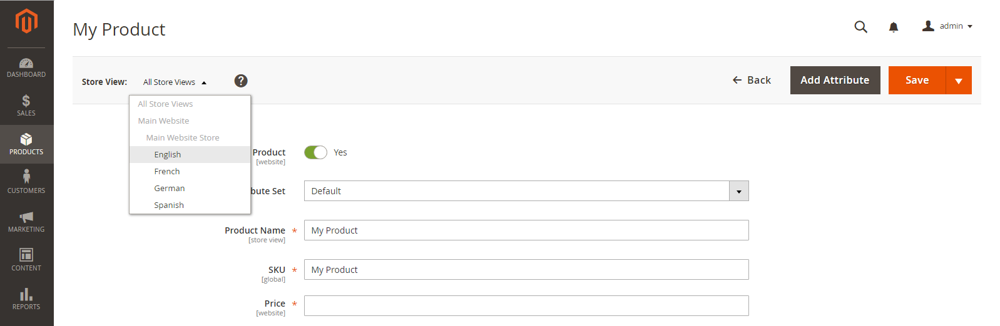 My Product
admin
DASHBOARD
SALES
PRODUCTS
CUSTOMERS
MARKETING
CONTENT
REPORTS
Store View: All Store Views ?
Back Add Attribute Save
All Store Views
Main Website
Main Website Store
English
French
German
Spanish
Product Yes
[website]
bute Set Default
Product Name * My Product
[store view]
SKU * My Product
[global]
Price *
[website]